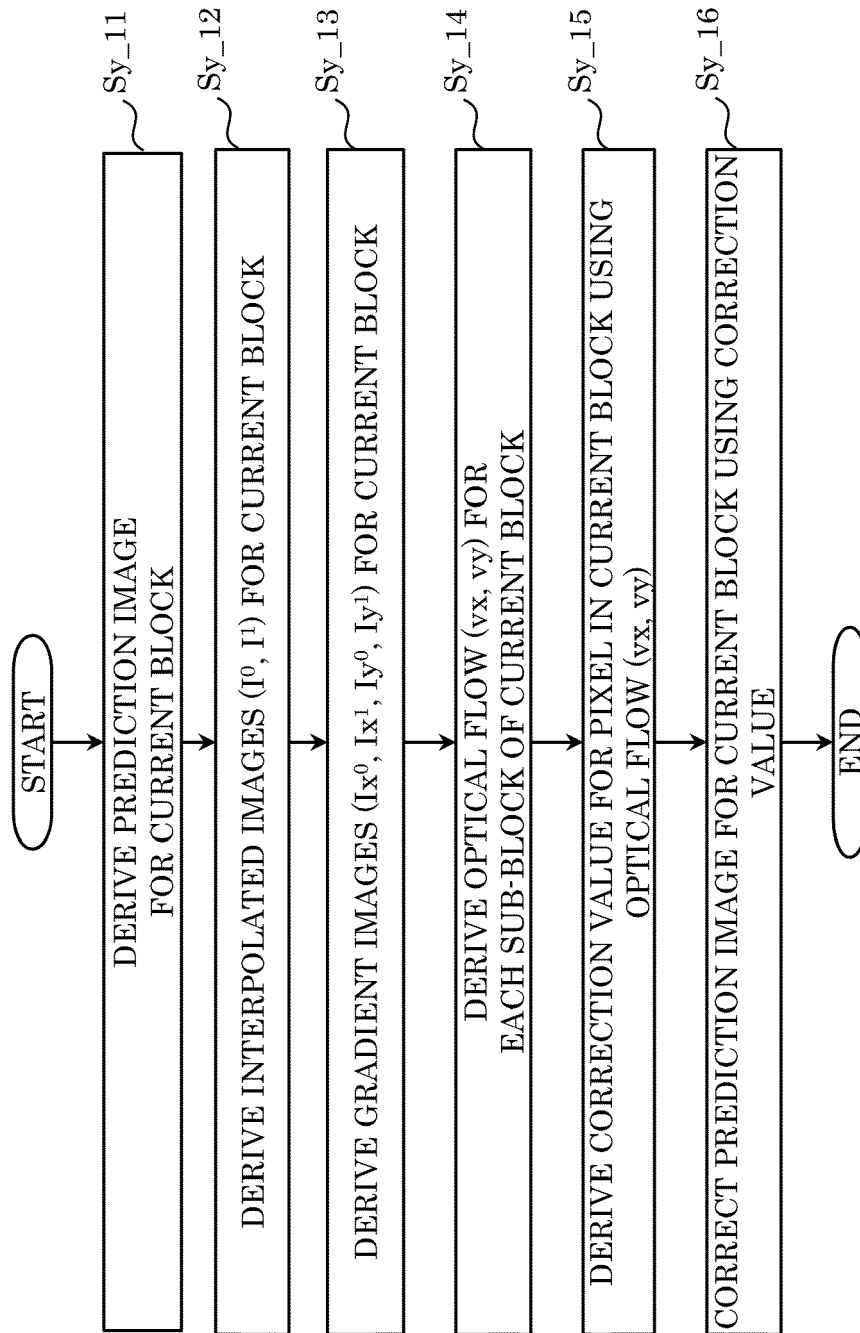 START
DERIVE PREDICTION IMAGE
FOR CURRENT BLOCK
Sy_11
DERIVE INTERPOLATED IMAGES (I⁰, I¹) FOR CURRENT BLOCK
Sy_12
DERIVE GRADIENT IMAGES (Ix⁰, Ix¹, Iy⁰, Iy¹) FOR CURRENT BLOCK
Sy_13
DERIVE OPTICAL FLOW (vx, vy) FOR
EACH SUB-BLOCK OF CURRENT BLOCK
Sy_14
DERIVE CORRECTION VALUE FOR PIXEL IN CURRENT BLOCK USING
OPTICAL FLOW (vx, vy)
Sy_15
CORRECT PREDICTION IMAGE FOR CURRENT BLOCK USING CORRECTION
VALUE
Sy_16
END